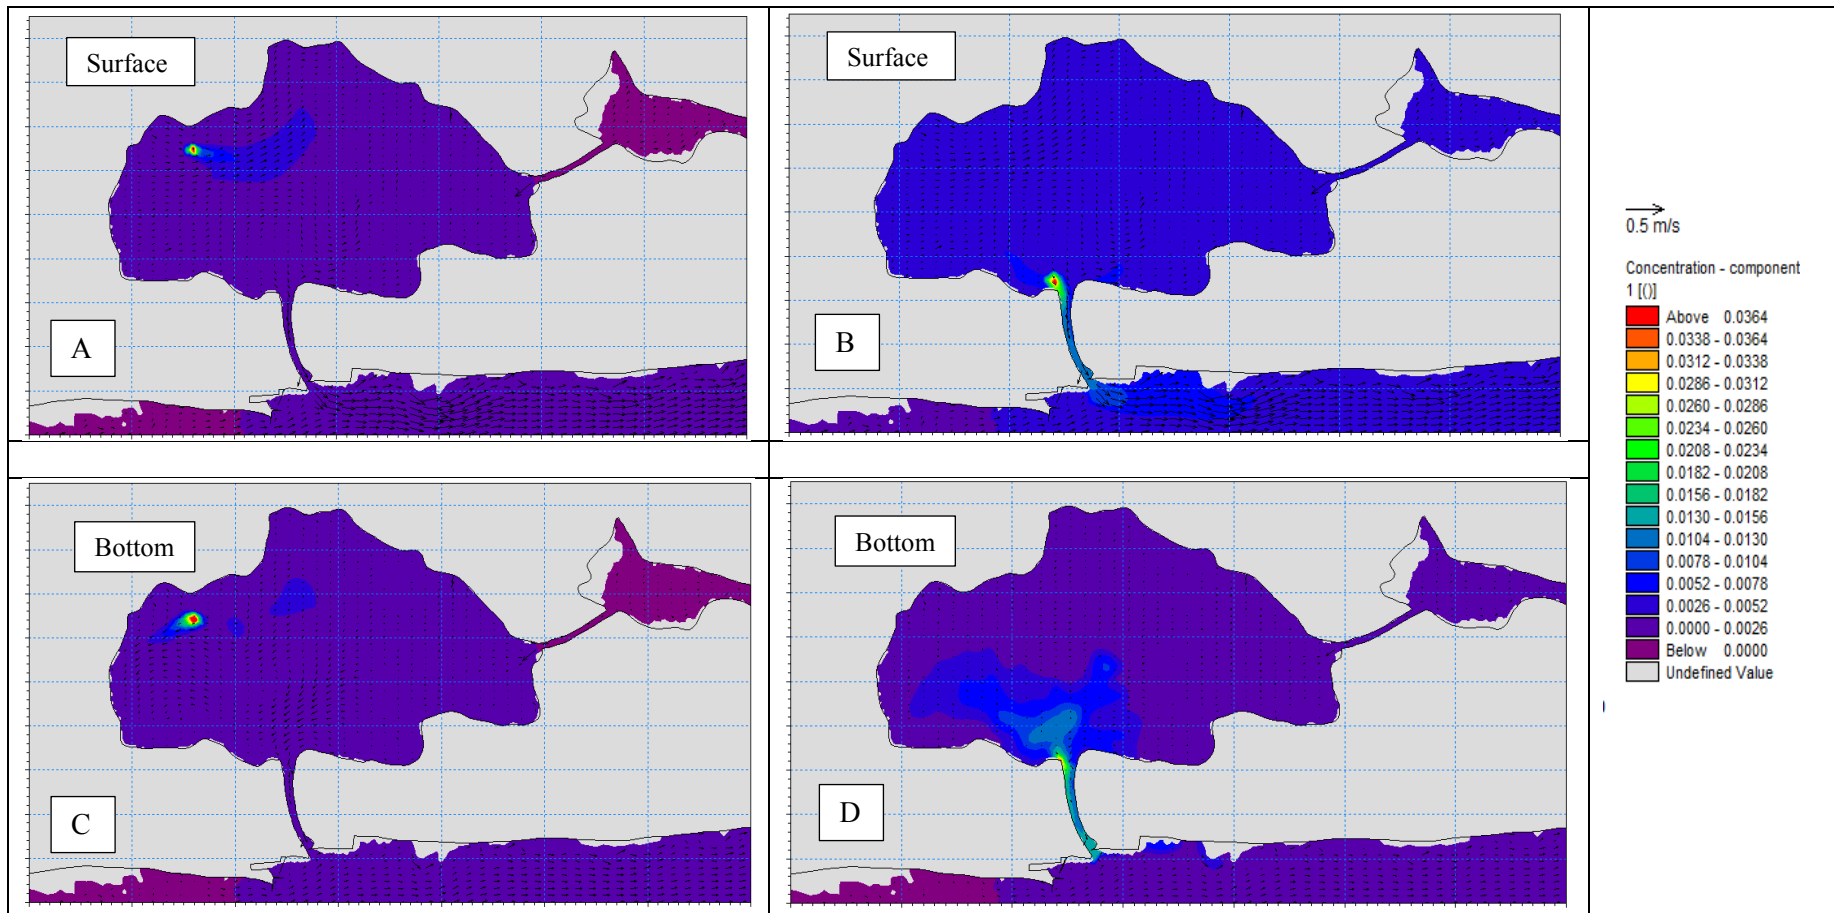 Surface
A
Surface
B
Bottom
C
Bottom
D
0.5 m/s
Concentration - component
1 [()]
Above 0.0364
0.0338 - 0.0364
0.0312 - 0.0338
0.0286 - 0.0312
0.0260 - 0.0286
0.0234 - 0.0260
0.0208 - 0.0234
0.0182 - 0.0208
0.0156 - 0.0182
0.0130 - 0.0156
0.0104 - 0.0130
0.0078 - 0.0104
0.0052 - 0.0078
0.0026 - 0.0052
0.0000 - 0.0026
Below 0.0000
Undefined Value